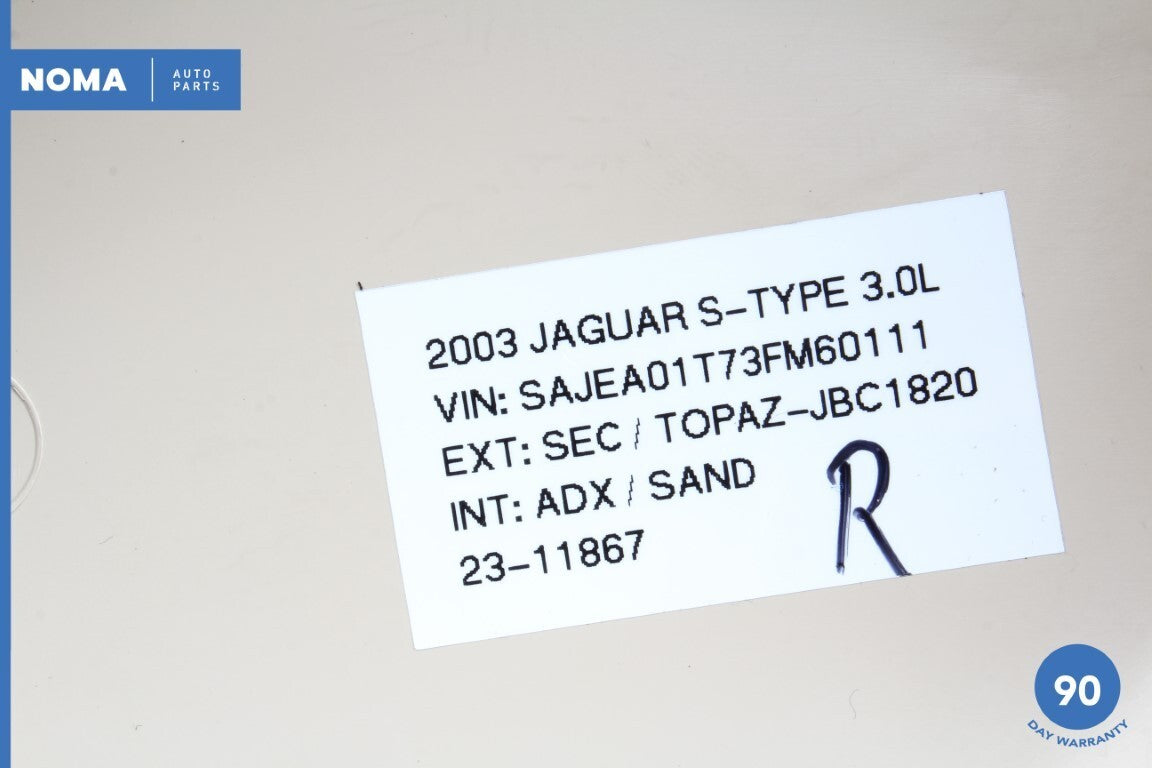 NOMA
AUTO
PARTS
2003 JAGUAR S-TYPE 3.0L
VIN: SAJEA01T73FM60111
EXT: SEC / TOPAZ-JBC1820
INT: ADX / SAND
23-11867
R
90
DAY WARRANTY